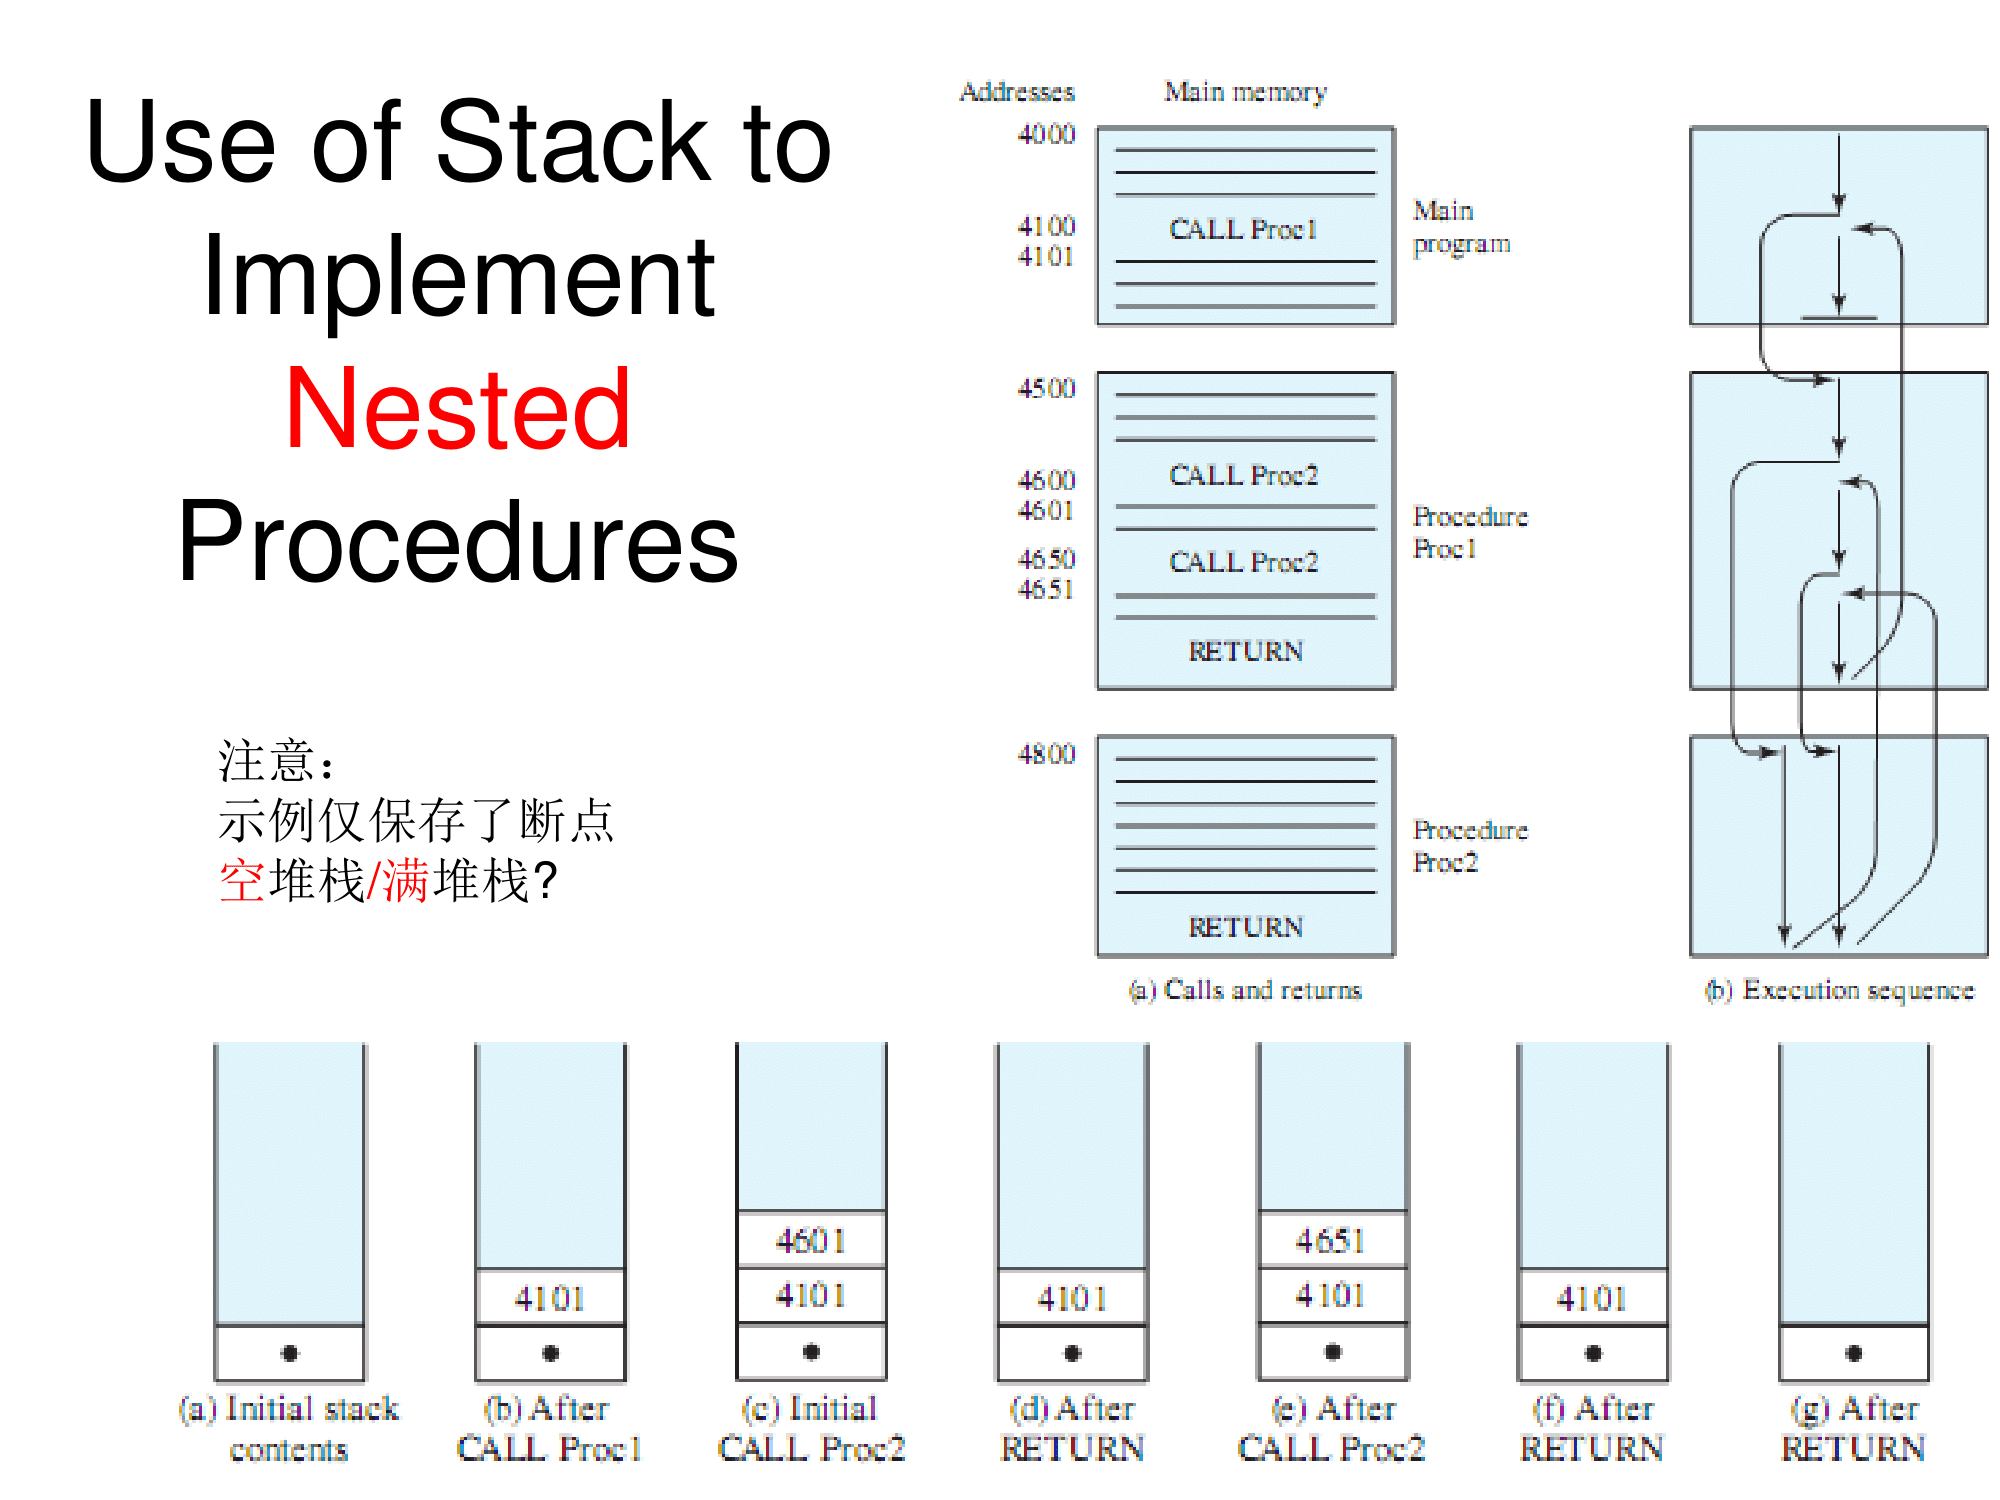 Use of Stack to
Implement
Nested
Procedures
注意：
示例仅保存了断点
空堆栈/满堆栈?
Addresses
Main memory
4000
4100
CALL Proc1
4101
Main
program
4500
4600
CALL Proc2
4601
4650
CALL Proc2
4651
RETURN
Procedure
Proc1
4800
RETURN
Procedure
Proc2
(a) Calls and returns
(b) Execution sequence
4101
4601
4101
4101
4651
4101
4101
(a) Initial stack
contents
(b) After
CALL Proc1
(c) Initial
CALL Proc2
(d) After
RETURN
(e) After
CALL Proc2
(f) After
RETURN
(g) After
RETURN